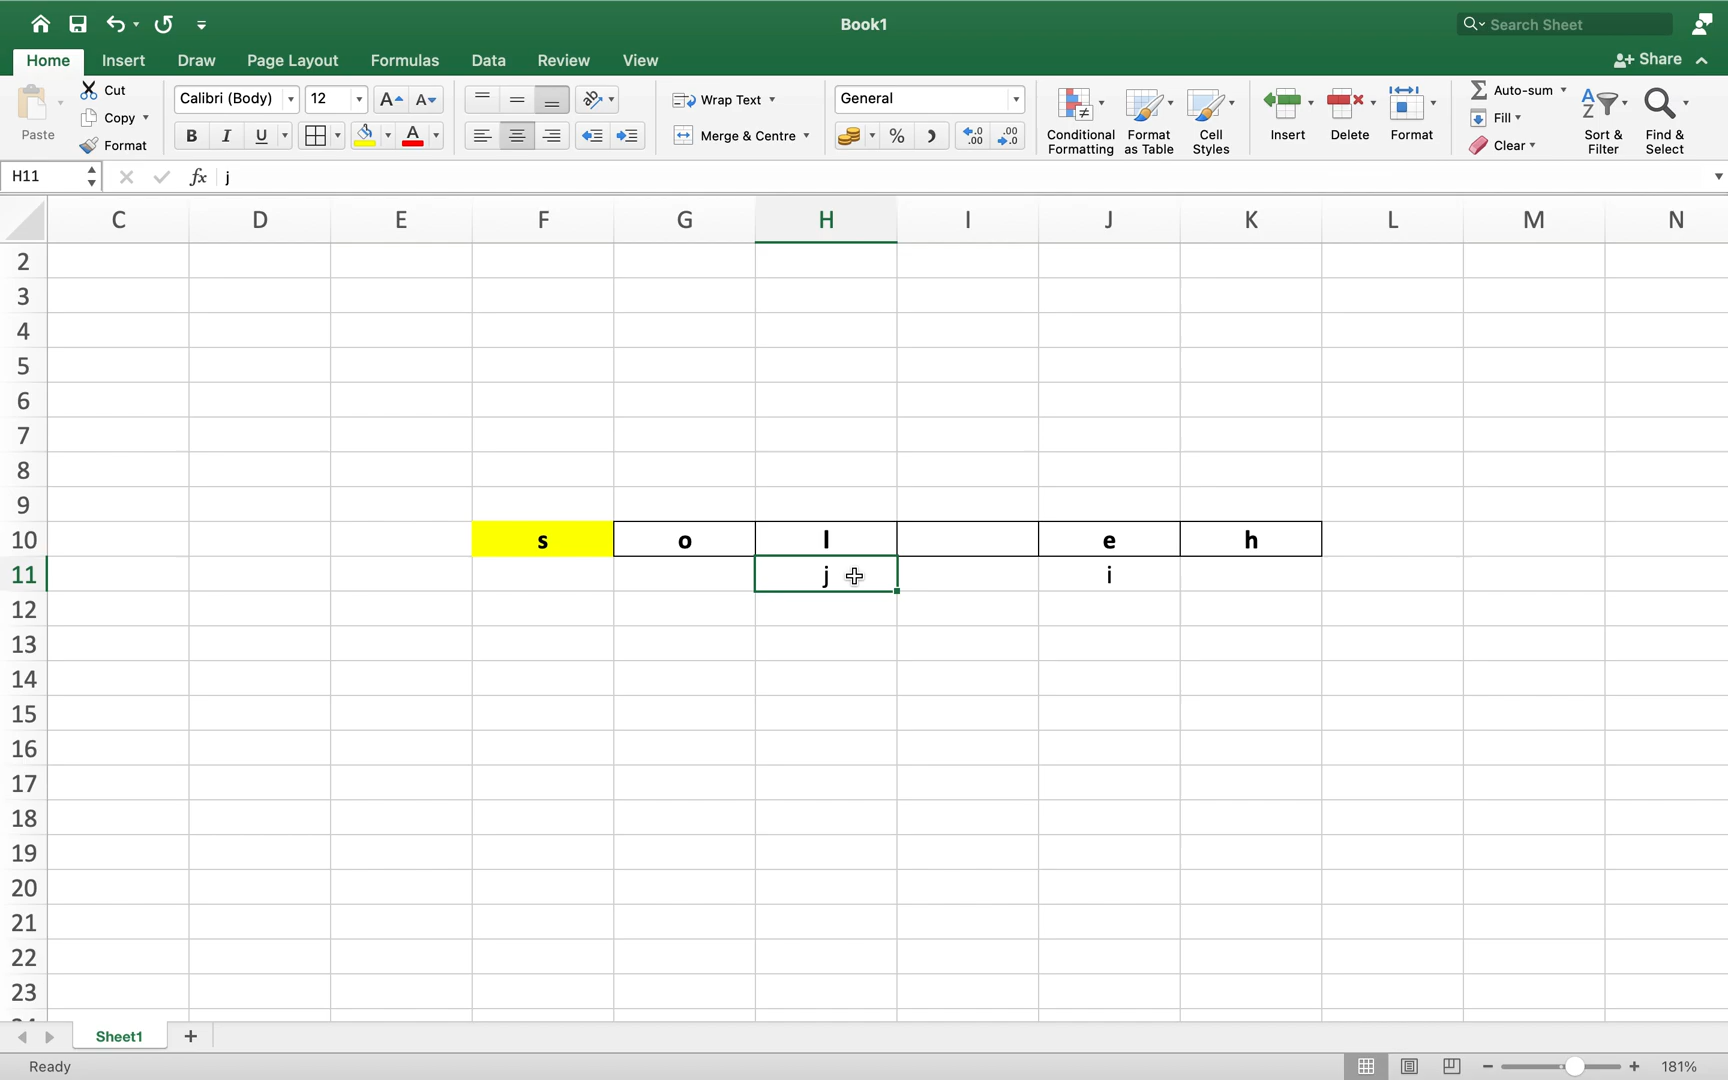 Book1
Search Sheet
Home Insert Draw Page Layout Formulas Data Review View
Share
Paste
Cut
Copy
Format
Calibri (Body) 12
A A
B I U A
ab
Wrap Text
Merge & Centre
General
% )
.0 .00
.00 .0
Conditional Formatting
Format as Table
Cell Styles
Insert
Delete
Format
Auto-sum
Fill
Clear
A
Z
Sort & Filter
Find & Select
H11 fx j
C D E F G H I J K L M N
2
3
4
5
6
7
8
9
10 s o l e h
11 j i
12
13
14
15
16
17
18
19
20
21
22
23
Sheet1 +
Ready 181%